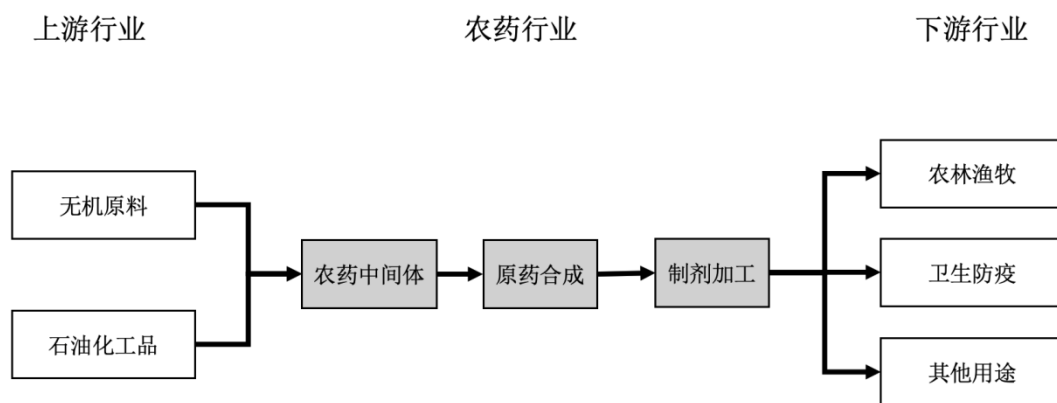 上游行业
农药行业
下游行业
农林渔牧
无机原料
农药中间体
原药合成
制剂加工
卫生防疫
石油化工品
其他用途